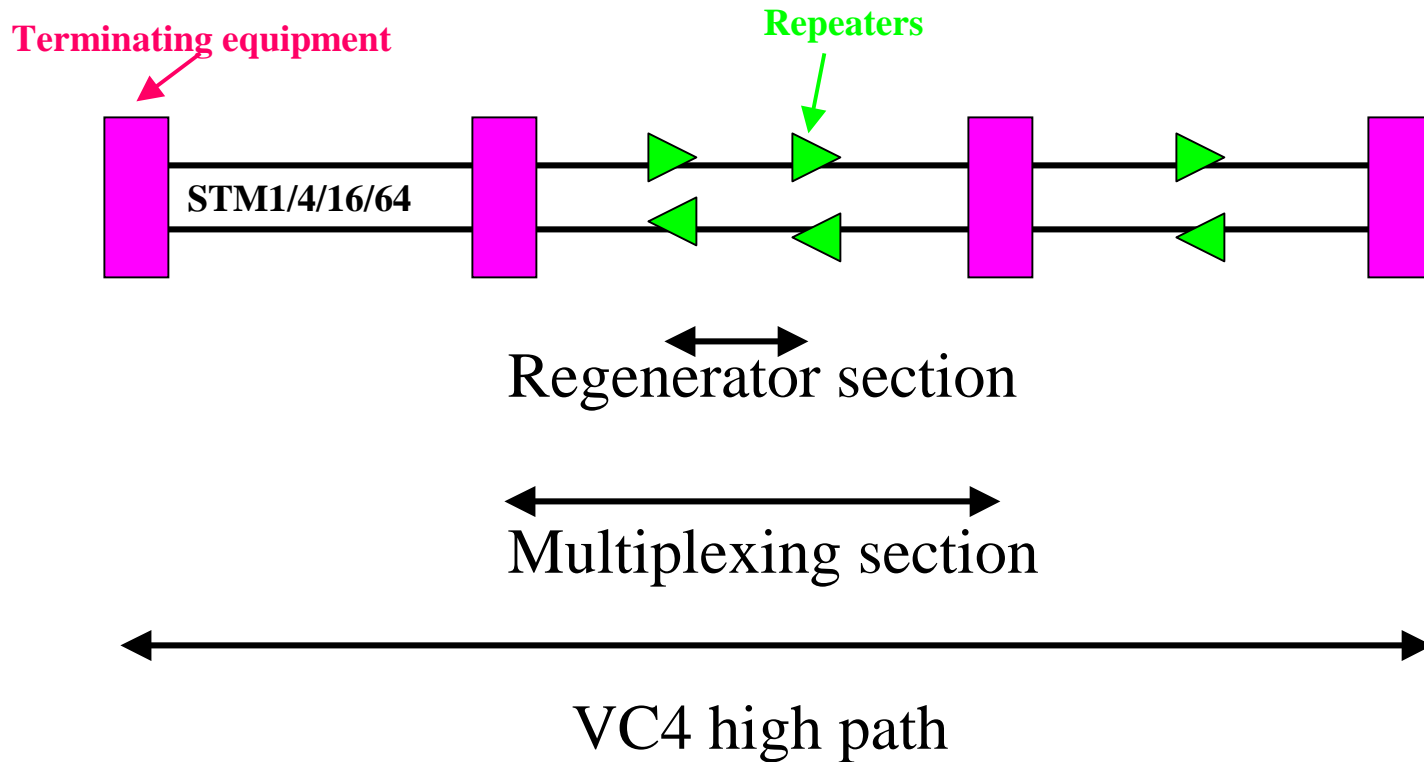 Terminating equipment
Repeaters
STM1/4/16/64
Regenerator section
Multiplexing section
VC4 high path